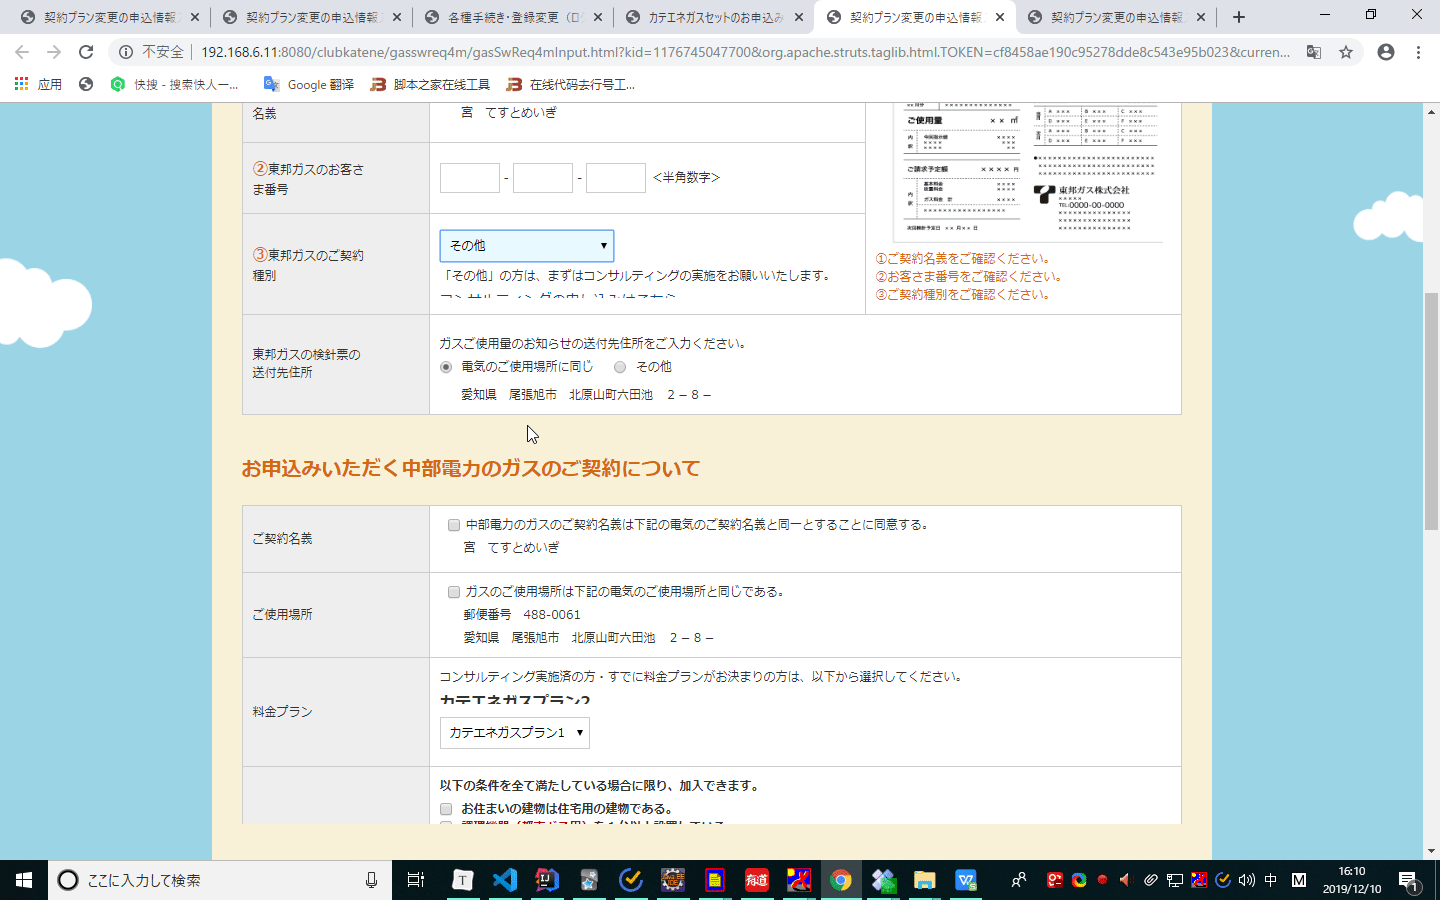 契約プラン変更の申込情報
契約プラン変更の申込情報
各種手続き・登録変更（ロ
カテエネガスセットのお申込み
契約プラン変更の申込情報
契約プラン変更の申込情報
不安全
192.168.6.11:8080/clubkatene/gasswreq4m/gasSwReq4mInput.html?kid=1176745047700&org.apache.struts.taglib.html.TOKEN=cf8458ae190c95278dde8c543e95b023&curren...
应用
快搜 - 搜索快人一...
Google 翻译
脚本之家在线工具
在线代码去行号工...
名義
宮　てすとめいぎ
ご使用量 ×× ㎥
ご請求予定額 ×××× 円
東邦ガス株式会社
TEL:0000-00-0000
②東邦ガスのお客さ
ま番号
- - ＜半角数字＞
③東邦ガスのご契約
種別
その他
「その他」の方は、まずはコンサルティングの実施をお願いいたします。
コンサルティングの申し込みはこちら
①ご契約名義をご確認ください。
②お客さま番号をご確認ください。
③ご契約種別をご確認ください。
東邦ガスの検針票の
送付先住所
ガスご使用量のお知らせの送付先住所をご入力ください。
電気のご使用場所に同じ その他
愛知県　尾張旭市　北原山町六田池　２－８－
お申込みいただく中部電力のガスのご契約について
ご契約名義
中部電力のガスのご契約名義は下記の電気のご契約名義と同一とすることに同意する。
宮　てすとめいぎ
ご使用場所
ガスのご使用場所は下記の電気のご使用場所と同じである。
郵便番号　488-0061
愛知県　尾張旭市　北原山町六田池　２－８－
料金プラン
コンサルティング実施済の方・すでに料金プランがお決まりの方は、以下から選択してください。
カテエネガスプラン2
カテエネガスプラン1
以下の条件を全て満たしている場合に限り、加入できます。
お住まいの建物は住宅用の建物である。
ここに入力して検索
有道
中
M
16:10
2019/12/10
1